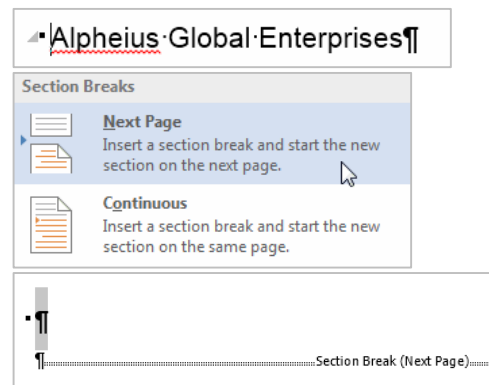 Alpheius·Global·Enterprises¶
Section Breaks
Next Page
Insert a section break and start the new
section on the next page.
Continuous
Insert a section break and start the new
section on the same page.
¶
¶......Section Break (Next Page)......